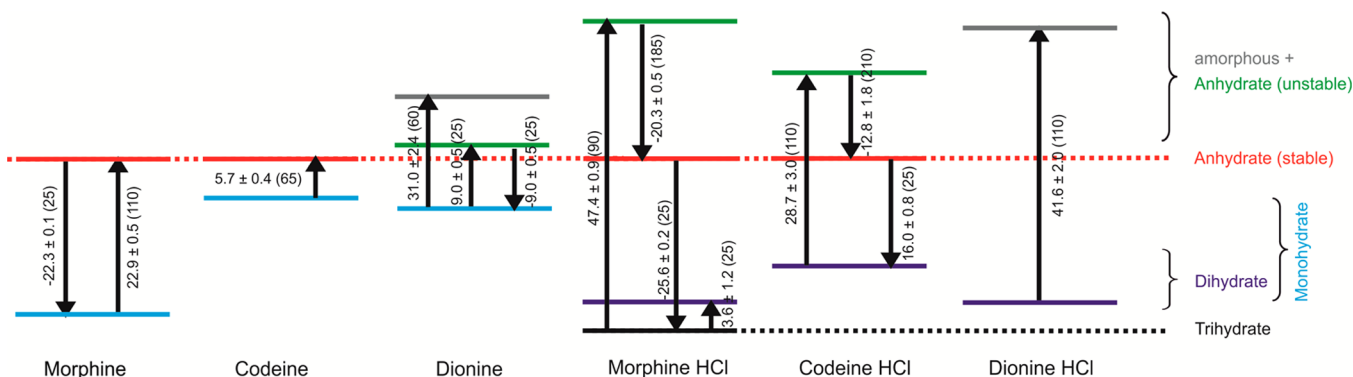 -22.3 ± 0.1 (25)
22.9 ± 0.5 (110)
5.7 ± 0.4 (65)
31.0 ± 2.4 (60)
9.0 ± 0.5 (25)
-9.0 ± 0.5 (25)
47.4 ± 0.9 (90)
-20.3 ± 0.5 (185)
-25.6 ± 0.2 (25)
3.6 ± 1.2 (25)
28.7 ± 3.0 (110)
-12.8 ± 1.8 (210)
16.0 ± 0.8 (25)
41.6 ± 2.0 (110)
amorphous +
Anhydrate (unstable)
Anhydrate (stable)
Monohydrate
Dihydrate
Trihydrate
Morphine
Codeine
Dionine
Morphine HCl
Codeine HCl
Dionine HCl